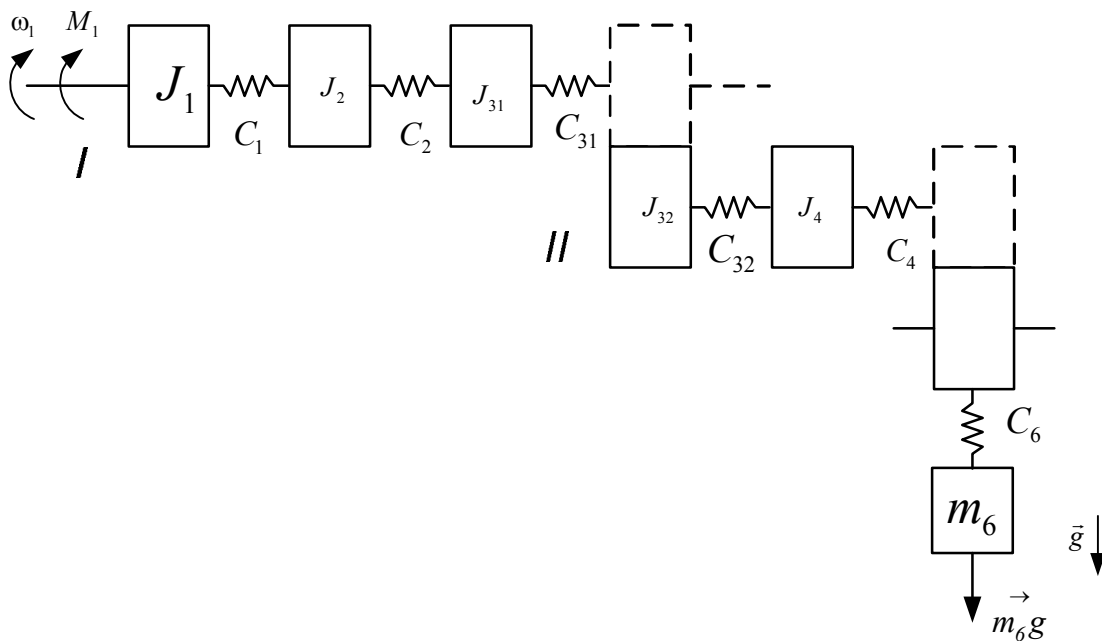 ω₁
M₁
J₁
C₁
J₂
C₂
J₃₁
C₃₁
I
J₃₂
C₃₂
J₄
C₄
II
C₆
m₆
g⃗
m₆g⃗